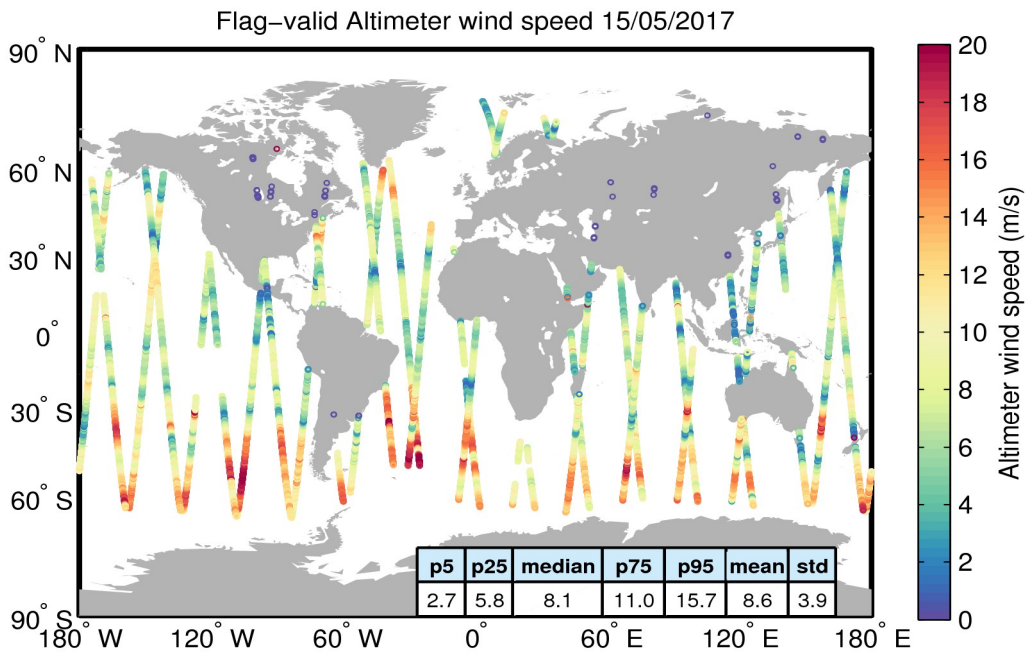 Flag−valid Altimeter wind speed 15/05/2017
90° N
60° N
30° N
0°
30° S
60° S
90° S
180° W
120° W
60° W
0°
60° E
120° E
180° E
p5 p25 median p75 p95 mean std
2.7 5.8 8.1 11.0 15.7 8.6 3.9
20
18
16
14
12
10
8
6
4
2
0
Altimeter wind speed (m/s)